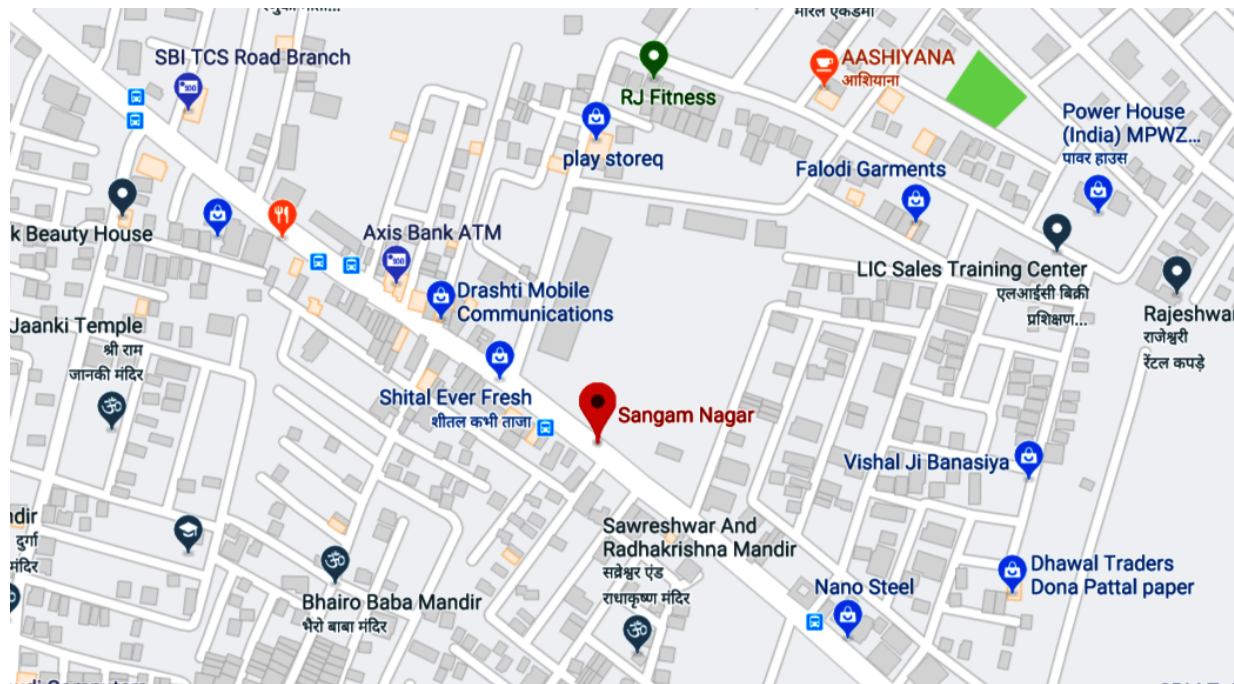 SBI TCS Road Branch
AASHIYANA
आशियाना
RJ Fitness
Power House
(India) MPWZ...
पावर हाउस
play storeq
Falodi Garments
k Beauty House
Axis Bank ATM
LIC Sales Training Center
एलआईसी बिक्री
प्रशिक्षण...
Drashti Mobile
Communications
Rajeshwar
राजेश्वरी
रेंटल कपड़े
Jaanki Temple
श्री राम
जानकी मंदिर
Shital Ever Fresh
शीतल कभी ताजा
Sangam Nagar
Vishal Ji Banasiya
ndir
दुर्गा
मंदिर
Sawreshwar And
Radhakrishna Mandir
सव्रेश्वर एंड
राधाकृष्ण मंदिर
Dhawal Traders
Dona Pattal paper
Nano Steel
Bhairo Baba Mandir
भैरो बाबा मंदिर